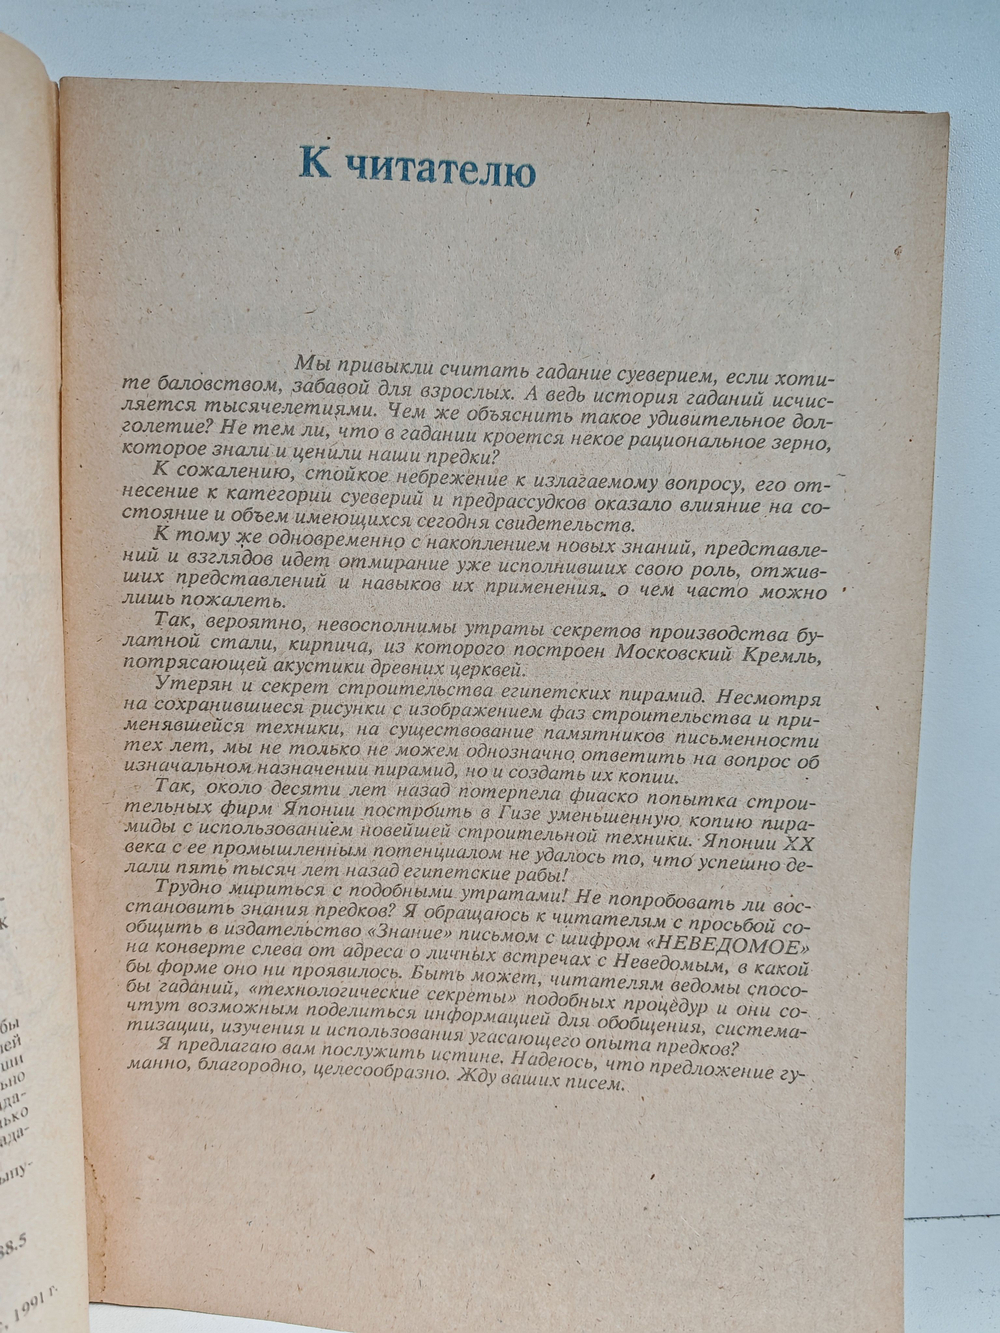 К читателю
Мы привыкли считать гадание суеверием, если хоти-
те баловством, забавой для взрослых. А ведь история гаданий исчис-
ляется тысячелетиями. Чем же объяснить такое удивительное дол-
голетие? Не тем ли, что в гадании кроется некое рациональное зерно,
которое знали и ценили наши предки?
К сожалению, стойкое небрежение к излагаемому вопросу, его от-
несение к категории суеверий и предрассудков оказало влияние на со-
стояние и объем имеющихся сегодня свидетельств.
К тому же одновременно с накоплением новых знаний, представле-
ний и взглядов идет отмирание уже исполнивших свою роль, отжив-
ших представлений и навыков их применения, о чем часто можно
лишь пожалеть.
Так, вероятно, невосполнимы утраты секретов производства бу-
латной стали, кирпича, из которого построен Московский Кремль,
потрясающей акустики древних церквей.
Утерян и секрет строительства египетских пирамид. Несмотря
на сохранившиеся рисунки с изображением фаз строительства и при-
менявшейся техники, на существование памятников письменности
тех лет, мы не только не можем однозначно ответить на вопрос об
изначальном назначении пирамид, но и создать их копии.
Так, около десяти лет назад потерпела фиаско попытка строи-
тельных фирм Японии построить в Гизе уменьшенную копию пира-
миды с использованием новейшей строительной техники. Японии XX
века с ее промышленным потенциалом не удалось то, что успешно де-
лали пять тысяч лет назад египетские рабы!
Трудно мириться с подобными утратами! Не попробовать ли вос-
становить знания предков? Я обращаюсь к читателям с просьбой со-
общить в издательство «Знание» письмом с шифром «НЕВЕДОМОЕ»
на конверте слева от адреса о личных встречах с Неведомым, в какой
бы форме оно ни проявилось. Быть может, читателям ведомы спосо-
бы гаданий, «технологические секреты» подобных процедур и они со-
чтут возможным поделиться информацией для обобщения, система-
тизации, изучения и использования угасающего опыта предков?
Я предлагаю вам послужить истине. Надеюсь, что предложение гу-
манно, благородно, целесообразно. Жду ваших писем.
88.5
1991 г.